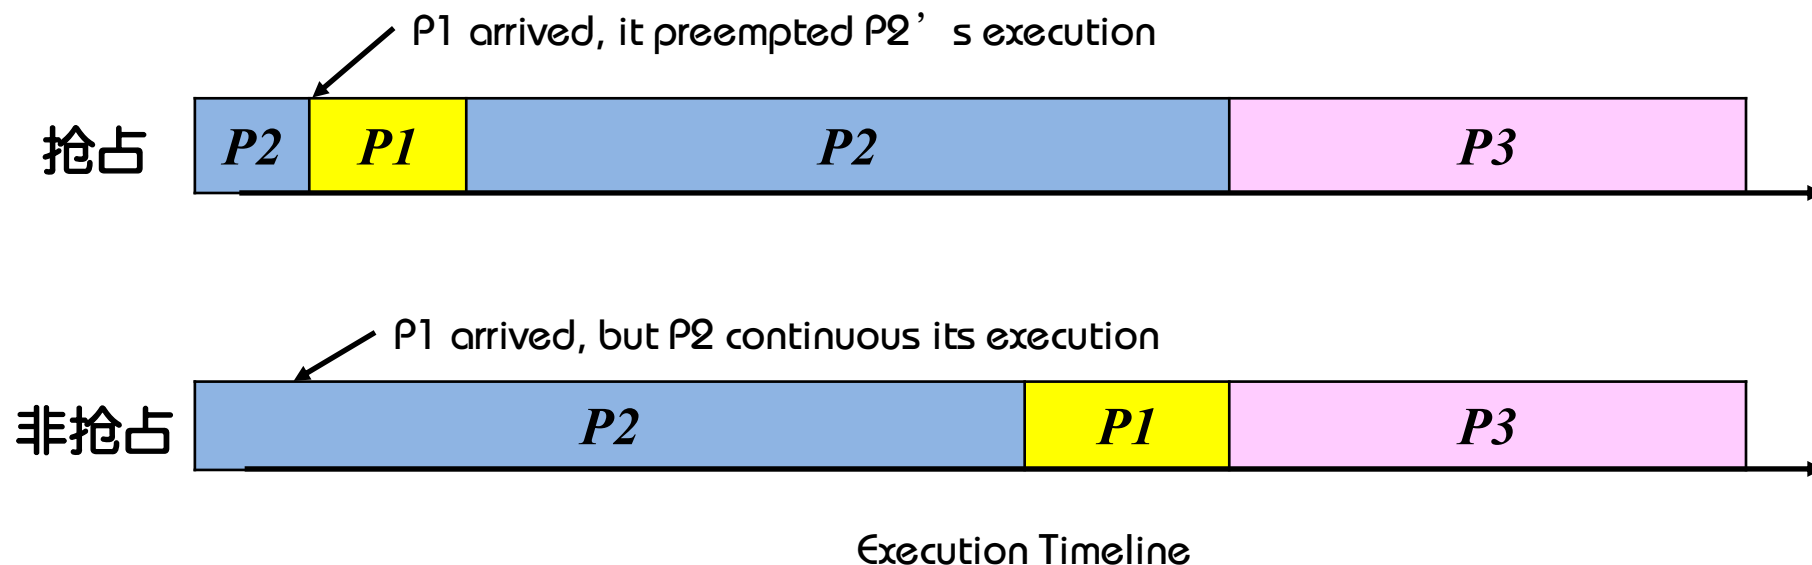 P1 arrived, it preempted P2’s execution
抢占 P2 P1 P2 P3
P1 arrived, but P2 continuous its execution
非抢占 P2 P1 P3
Execution Timeline